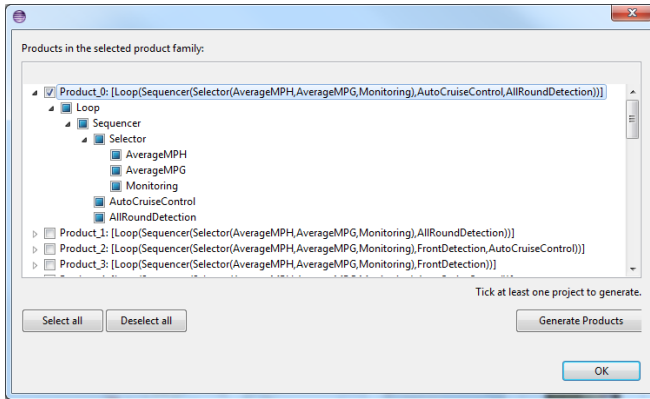 Products in the selected product family:
Product_0: [Loop(Sequencer(Selector(AverageMPH,AverageMPG,Monitoring),AutoCruiseControl,AllRoundDetection))]
Loop
Sequencer
Selector
AverageMPH
AverageMPG
Monitoring
AutoCruiseControl
AllRoundDetection
Product_1: [Loop(Sequencer(Selector(AverageMPH,AverageMPG,Monitoring),AllRoundDetection))]
Product_2: [Loop(Sequencer(Selector(AverageMPH,AverageMPG,Monitoring),FrontDetection,AutoCruiseControl))]
Product_3: [Loop(Sequencer(Selector(AverageMPH,AverageMPG,Monitoring),FrontDetection))]
Tick at least one project to generate.
Select all Deselect all Generate Products
OK